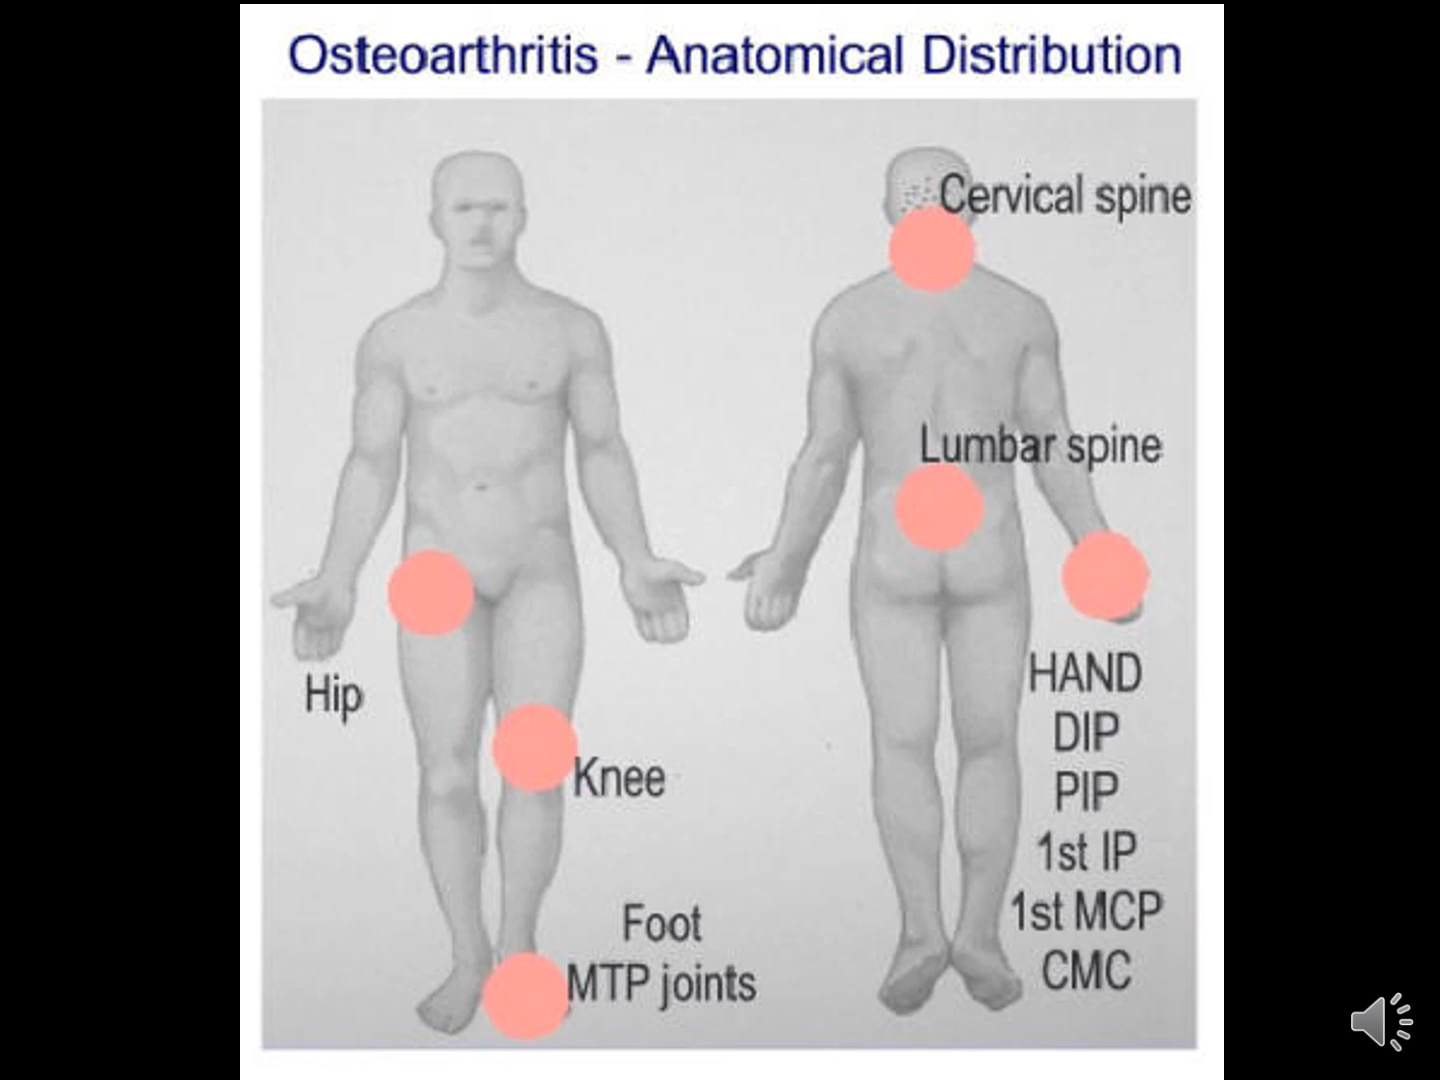 Osteoarthritis - Anatomical Distribution
Hip
Knee
Foot
MTP joints
Cervical spine
Lumbar spine
HAND
DIP
PIP
1st IP
1st MCP
CMC